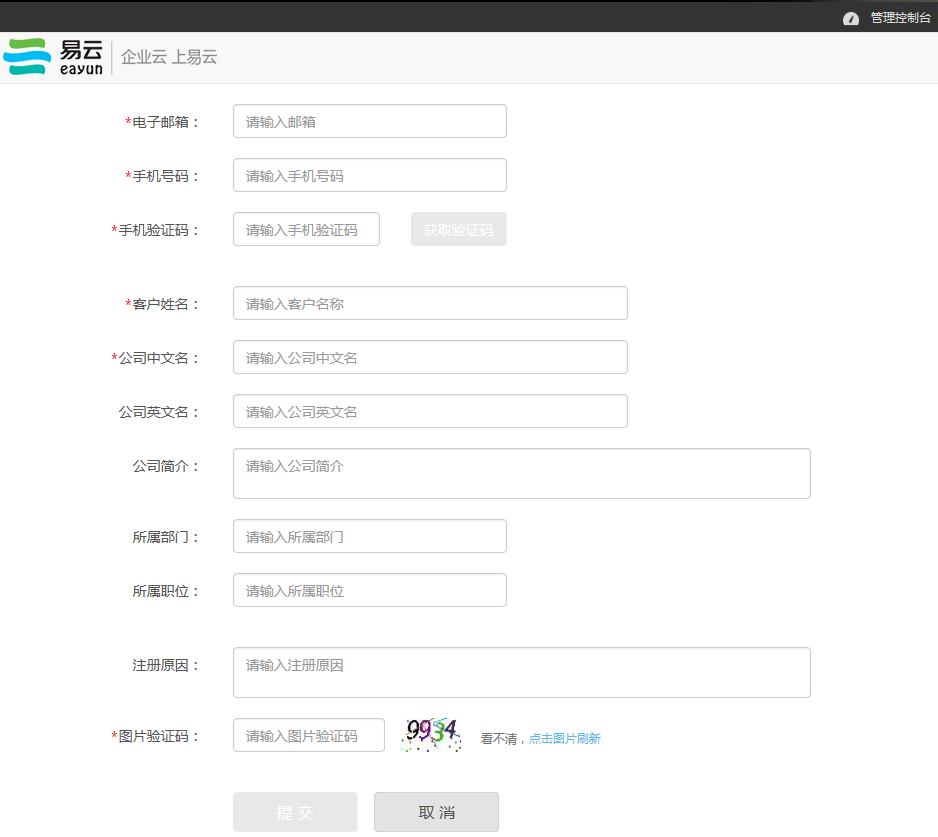 管理控制台
易云
eayun
企业云 上易云
*电子邮箱：
请输入邮箱
*手机号码：
请输入手机号码
*手机验证码：
请输入手机验证码
获取验证码
*客户姓名：
请输入客户名称
*公司中文名：
请输入公司中文名
公司英文名：
请输入公司英文名
公司简介：
请输入公司简介
所属部门：
请输入所属部门
所属职位：
请输入所属职位
注册原因：
请输入注册原因
*图片验证码：
请输入图片验证码
9934
看不清，点击图片刷新
提 交
取 消